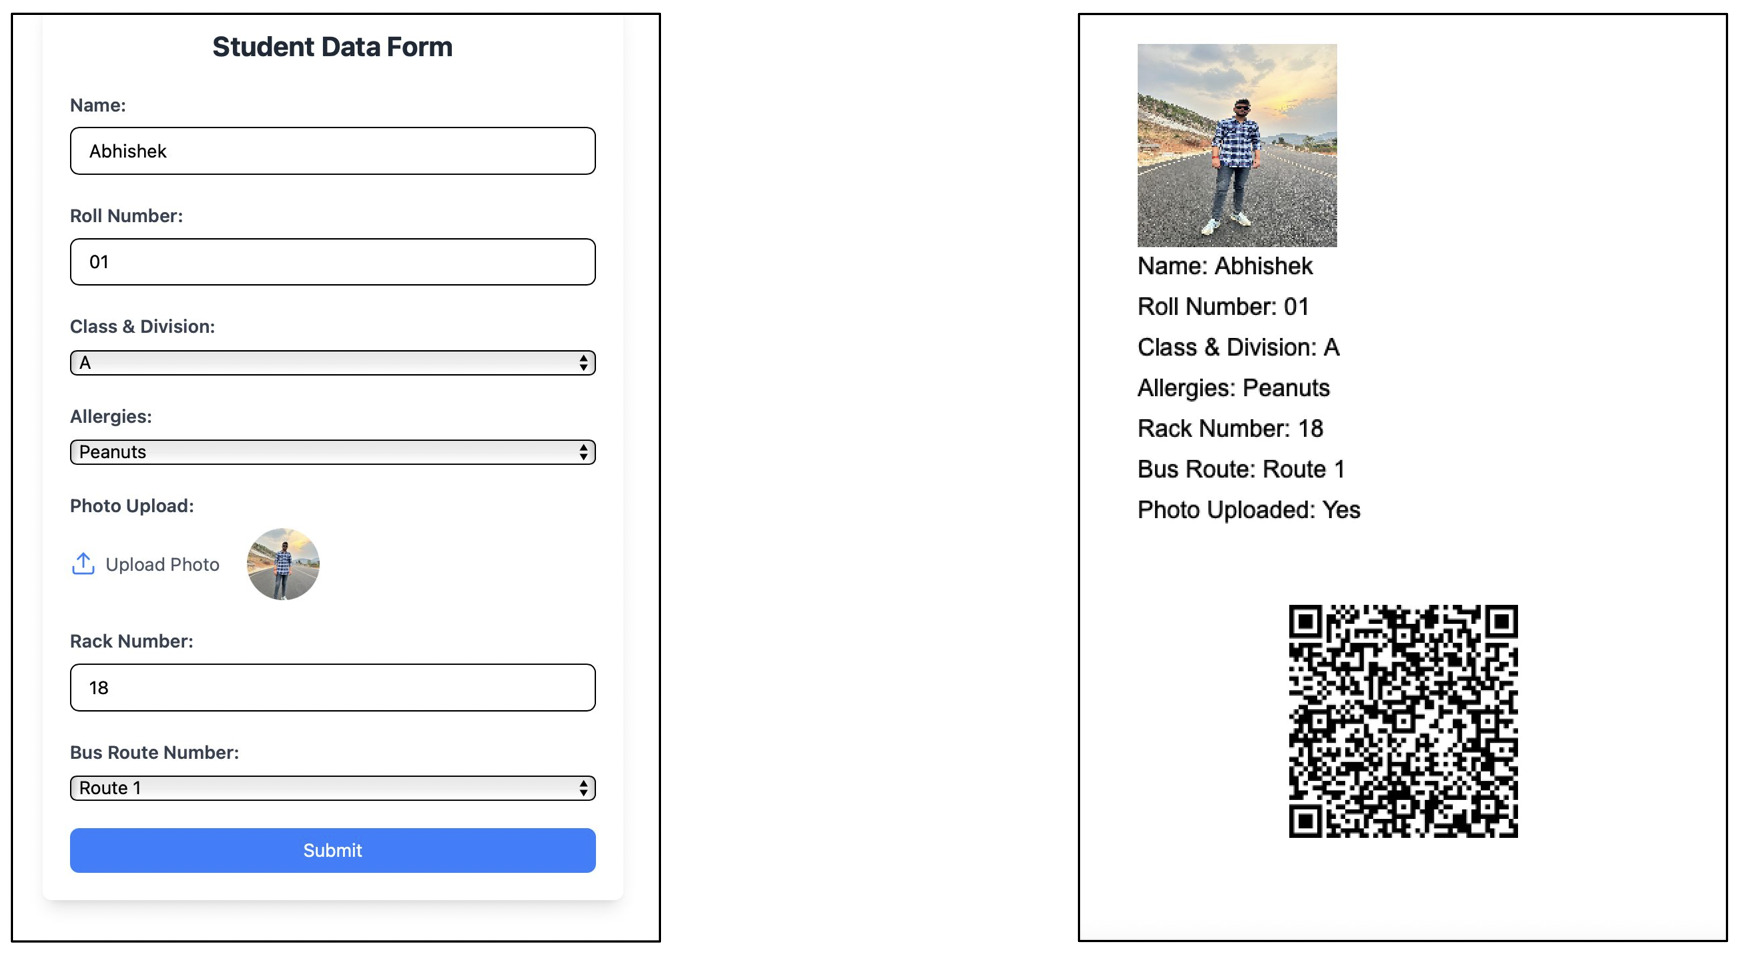 Student Data Form
Name:
Abhishek
Roll Number:
01
Class & Division:
A
Allergies:
Peanuts
Photo Upload:
Upload Photo
Rack Number:
18
Bus Route Number:
Route 1
Submit
Name: Abhishek
Roll Number: 01
Class & Division: A
Allergies: Peanuts
Rack Number: 18
Bus Route: Route 1
Photo Uploaded: Yes